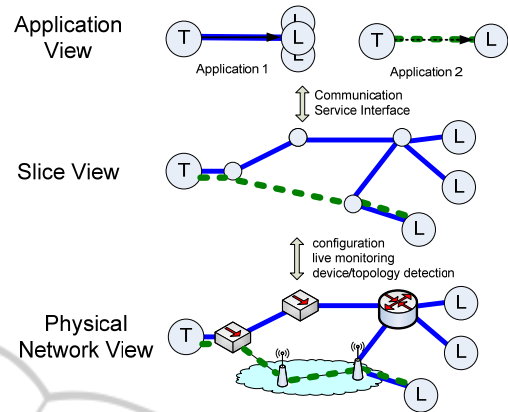 Application
View
T
L
L
L
Application 1
T
L
Application 2
Communication
Service Interface
Slice View
T
L
L
L
configuration
live monitoring
device/topology detection
Physical
Network View
T
L
L
L